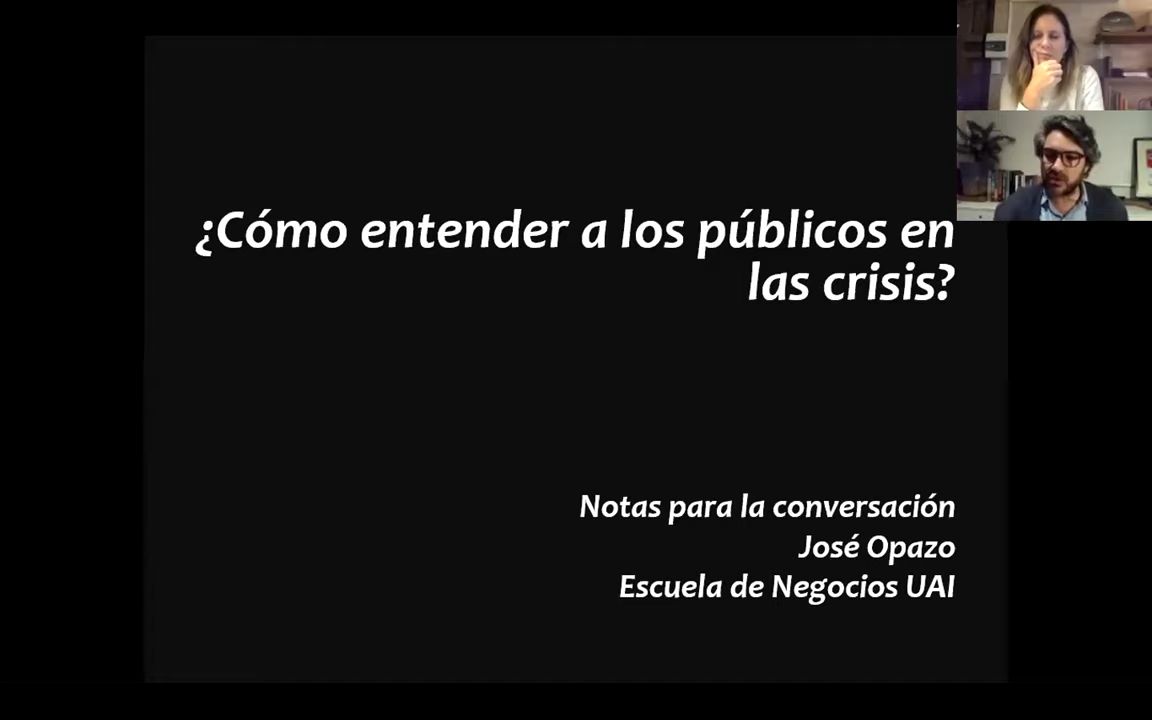 ¿Cómo entender a los públicos en
las crisis?
Notas para la conversación
José Opazo
Escuela de Negocios UAI